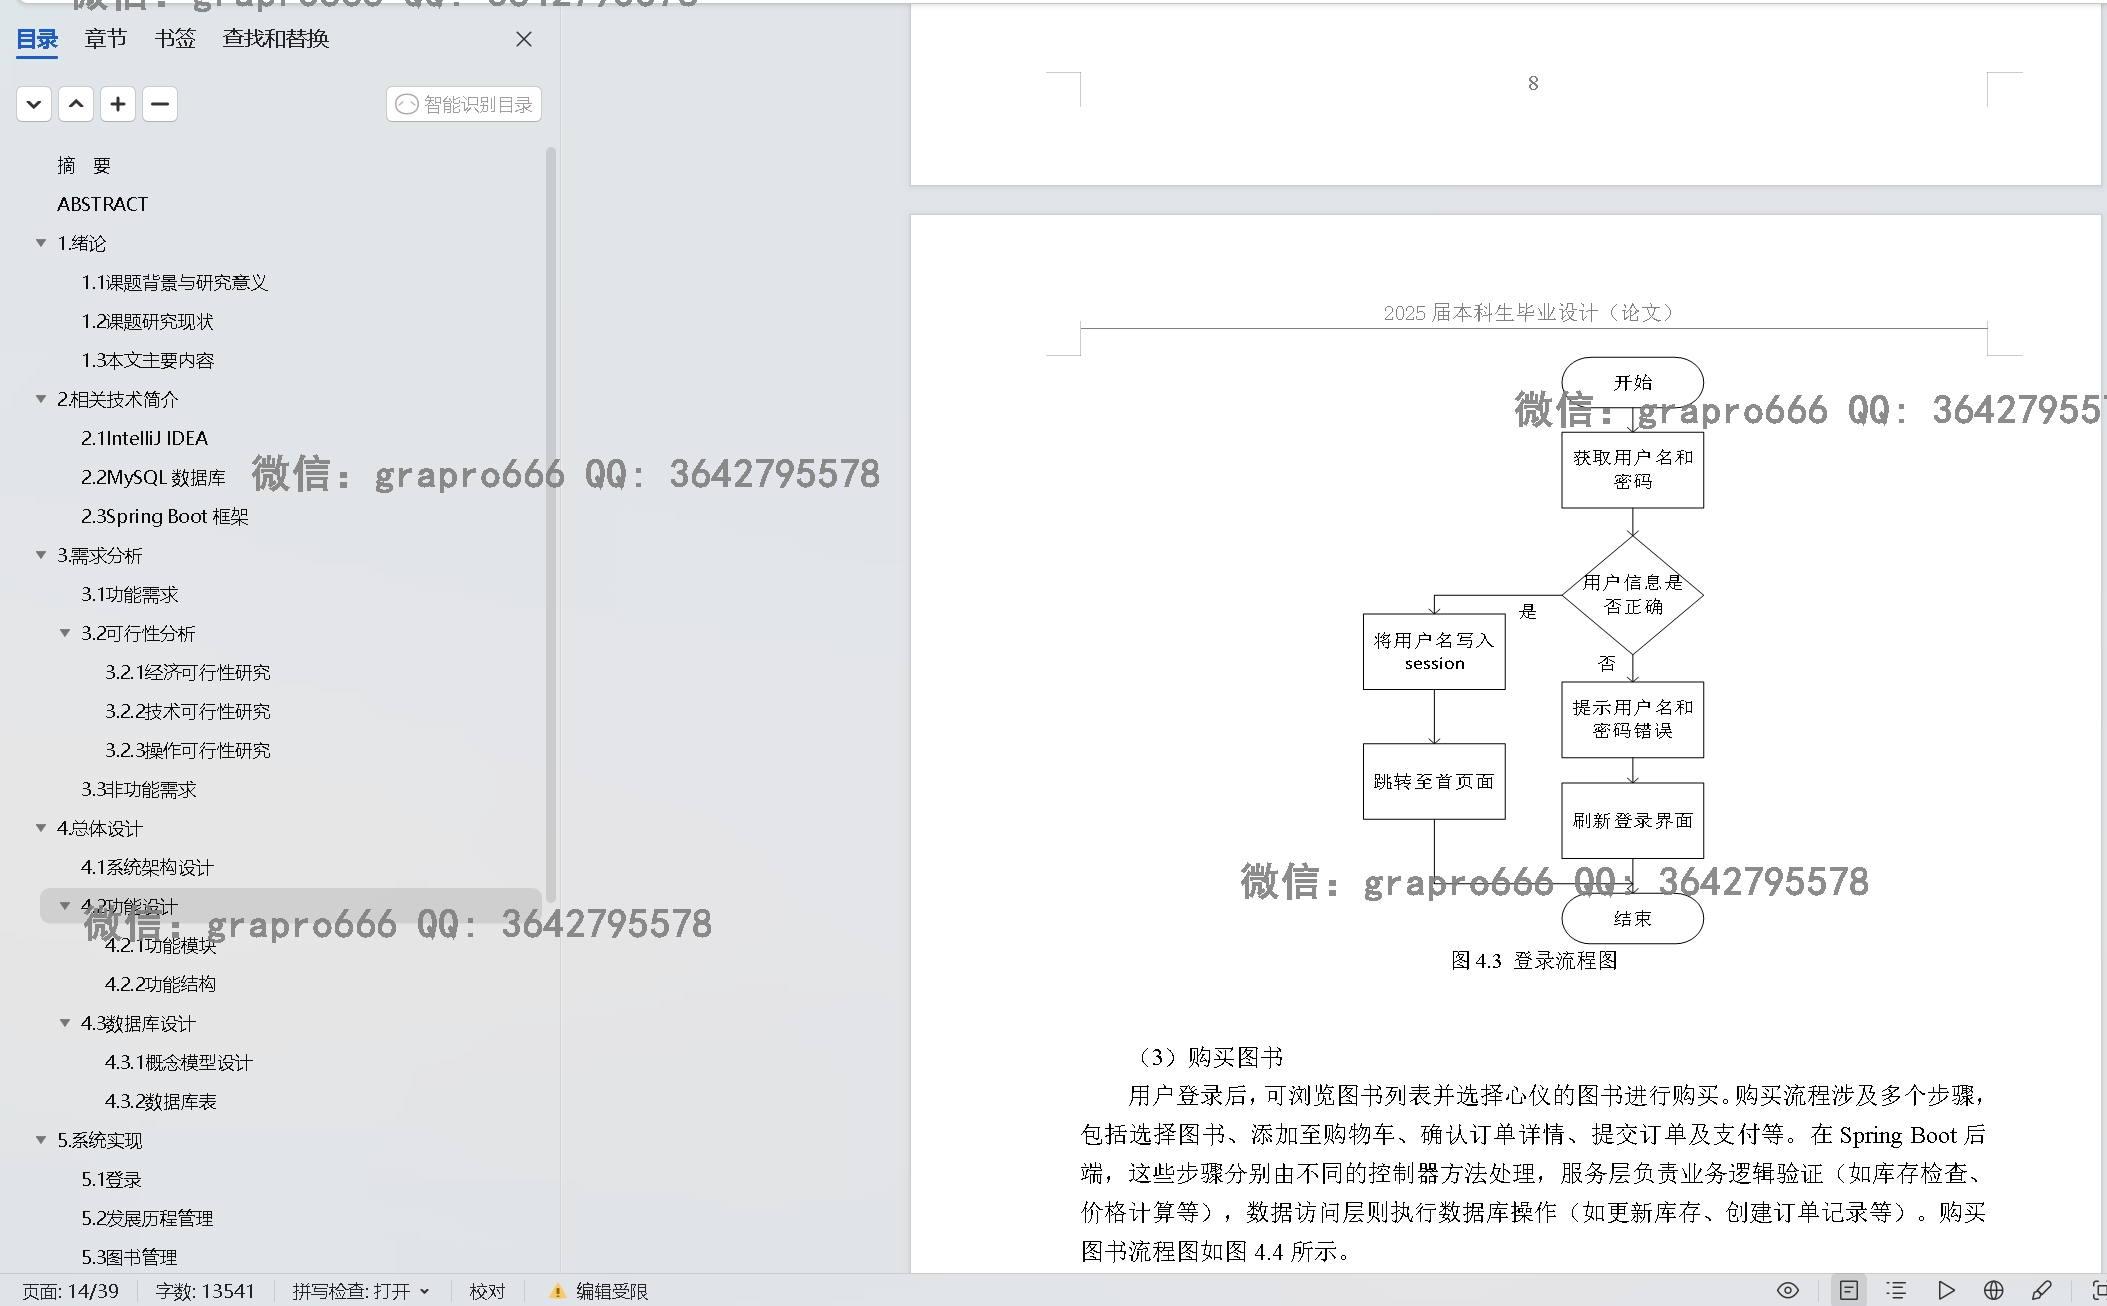 微信：grapro666 QQ: 3642795578
目录 章节 书签 查找和替换
智能识别目录
摘 要
ABSTRACT
1.绪论
1.1课题背景与研究意义
1.2课题研究现状
1.3本文主要内容
2.相关技术简介
2.1IntelliJ IDEA
2.2MySQL 数据库
微信：grapro666 QQ: 3642795578
2.3Spring Boot 框架
3.需求分析
3.1功能需求
3.2可行性分析
3.2.1经济可行性研究
3.2.2技术可行性研究
3.2.3操作可行性研究
3.3非功能需求
4.总体设计
4.1系统架构设计
4.2功能设计
微信：grapro666 QQ: 3642795578
4.2.1功能模块
4.2.2功能结构
4.3数据库设计
4.3.1概念模型设计
4.3.2数据库表
5.系统实现
5.1登录
5.2发展历程管理
5.3图书管理
8
2025 届本科生毕业设计（论文）
开始
微信：grapro666 QQ: 364279557
获取用户名和
密码
用户信息是
否正确
是
将用户名写入
session
否
提示用户名和
密码错误
跳转至首页面
刷新登录界面
微信：grapro666 QQ: 3642795578
结束
图 4.3 登录流程图
（3）购买图书
用户登录后，可浏览图书列表并选择心仪的图书进行购买。购买流程涉及多个步骤，
包括选择图书、添加至购物车、确认订单详情、提交订单及支付等。在 Spring Boot 后
端，这些步骤分别由不同的控制器方法处理，服务层负责业务逻辑验证（如库存检查、
价格计算等），数据访问层则执行数据库操作（如更新库存、创建订单记录等）。购买
图书流程图如图 4.4 所示。
页面: 14/39 字数: 13541 拼写检查: 打开 校对 编辑受限